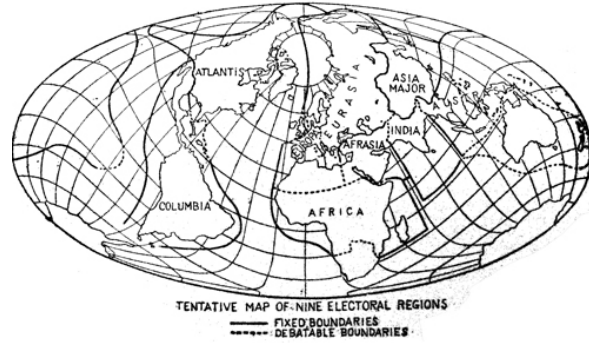 ATLANTIS
EURASIA
ASIA
MAJOR
INDIA
AFRASIA
COLUMBIA
AFRICA
TENTATIVE MAP OF NINE ELECTORAL REGIONS
FIXED BOUNDARIES
DEBATABLE BOUNDARIES